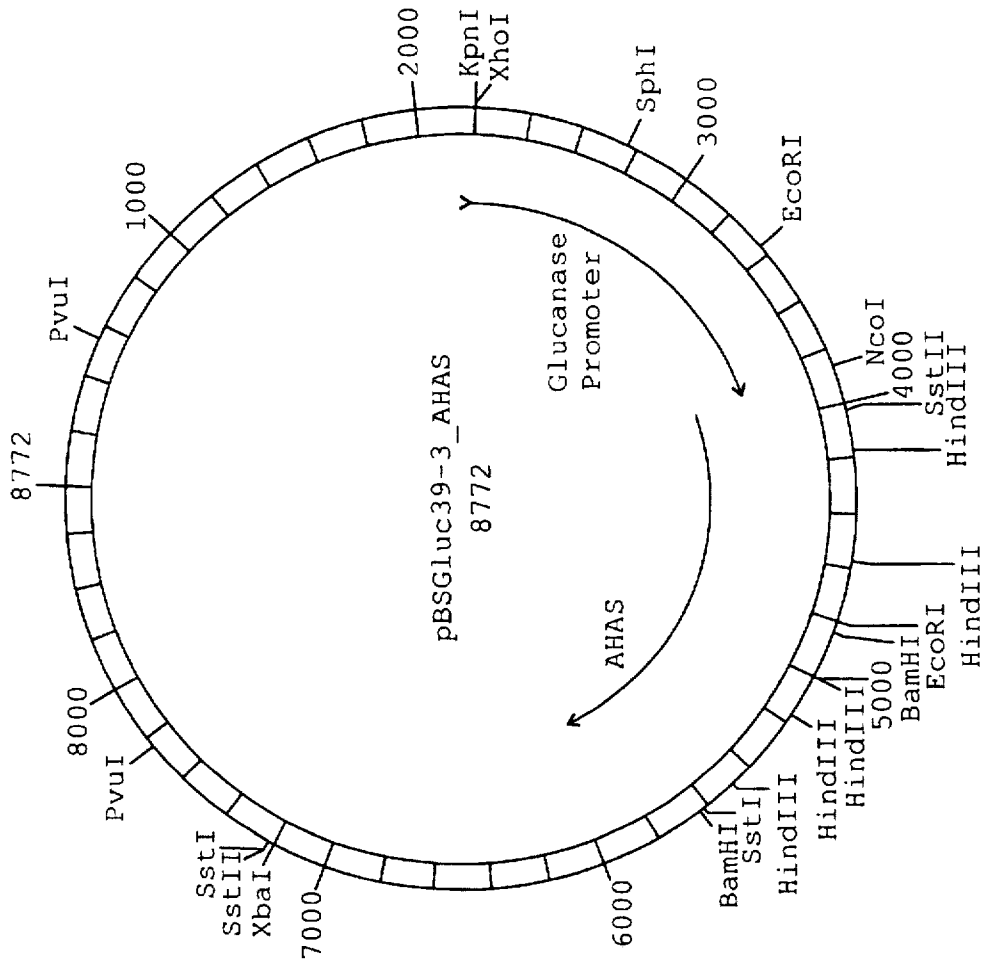 8772
PvuI
1000
2000
KpnI
XhoI
SphI
3000
EcoRI
NcoI
4000
SstII
HindIII
HindIII
EcoRI
BamHI
5000
HindIII
HindIII
HindIII
SstI
BamHI
6000
7000
XbaI
SstII
SstI
PvuI
8000
Glucanase
Promoter
pBSGluc39-3_AHAS
8772
AHAS